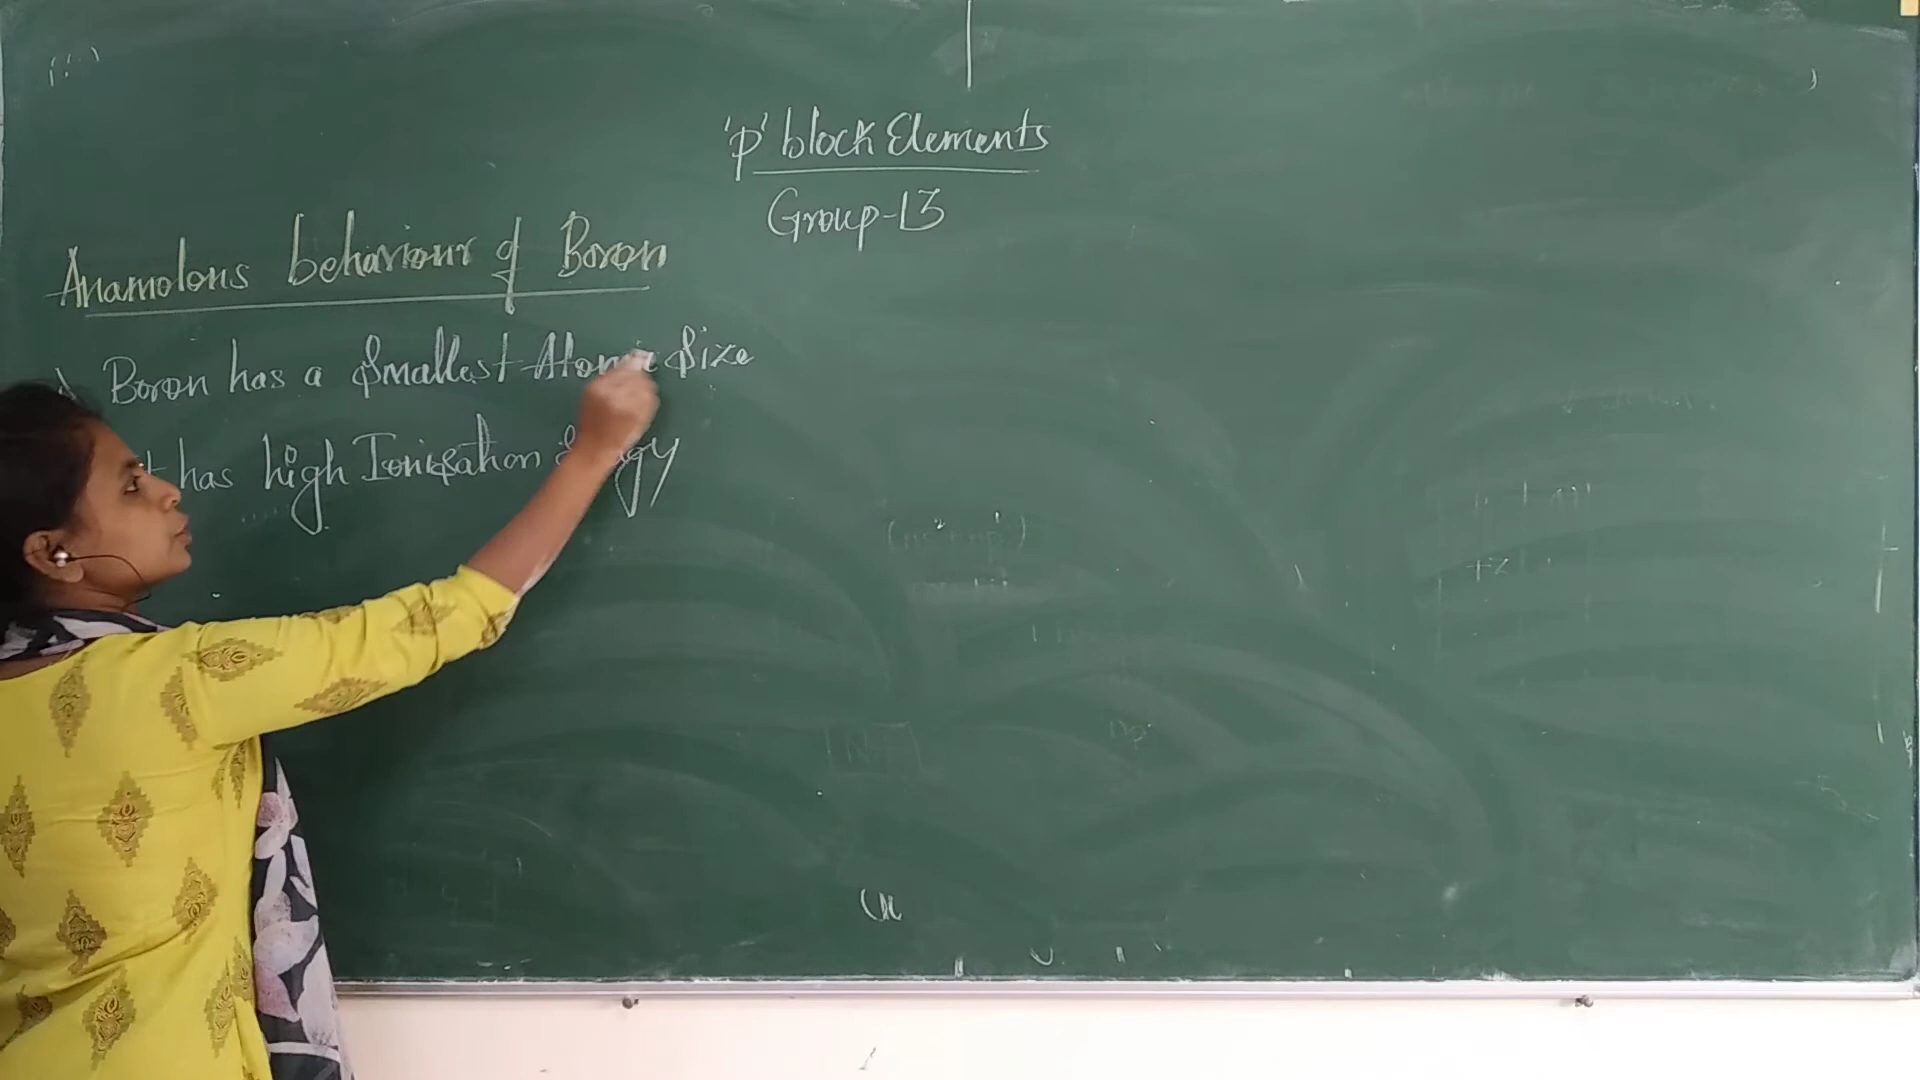 'p' block Elements
Group-13
Anamolous behaviour of Boron
Boron has a Smallest Atomic Size
has high Ionisation